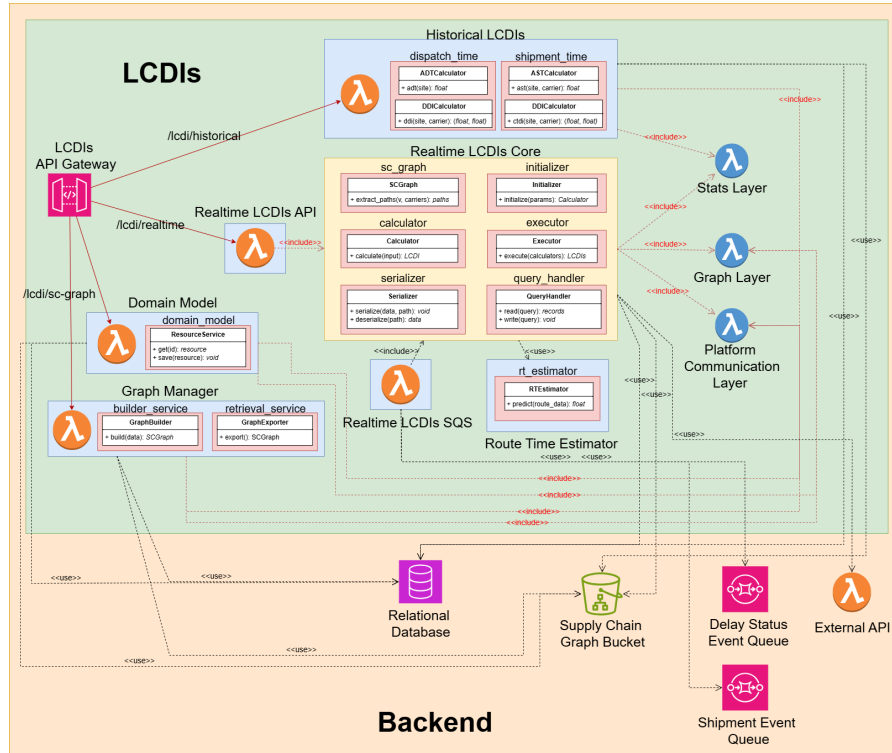 LCDIs
Historical LCDIs
dispatch_time
ADTCalculator
+ adt(site): float
DDICalculator
+ ddi(site, carrier): (float, float)
shipment_time
ASTCalculator
+ ast(site, carrier): float
DDICalculator
+ ctdi(site, carrier): (float, float)
LCDIs
API Gateway
/lcdi/historical
/lcdi/realtime
/lcdi/sc-graph
Realtime LCDIs API
<<include>>
Realtime LCDIs Core
sc_graph
SCGraph
+ extract_paths(v, carriers): paths
initializer
Initializer
+ initialize(params): Calculator
calculator
Calculator
+ calculate(input): LCDI
executor
Executor
+ execute(calculators): LCDIs
serializer
Serializer
+ serialize(data, path): void
+ deserialize(path): data
query_handler
QueryHandler
+ read(query): records
+ write(query): void
<<include>>
<<include>>
<<include>>
<<include>>
<<include>>
Stats Layer
Graph Layer
Platform
Communication
Layer
<<use>>
Domain Model
domain_model
ResourceService
+ get(id): resource
+ save(resource): void
Graph Manager
builder_service
GraphBuilder
+ build(data): SCGraph
retrieval_service
GraphExporter
+ export(): SCGraph
<<include>>
Realtime LCDIs SQS
<<use>>
rt_estimator
RTEstimator
+ predict(route_data): float
Route Time Estimator
<<use>>
<<use>>
<<use>>
<<use>>
<<use>>
<<include>>
<<include>>
<<include>>
<<include>>
<<use>>
<<use>>
<<use>>
<<use>>
Relational
Database
Supply Chain
Graph Bucket
Delay Status
Event Queue
External API
Shipment Event
Queue
Backend